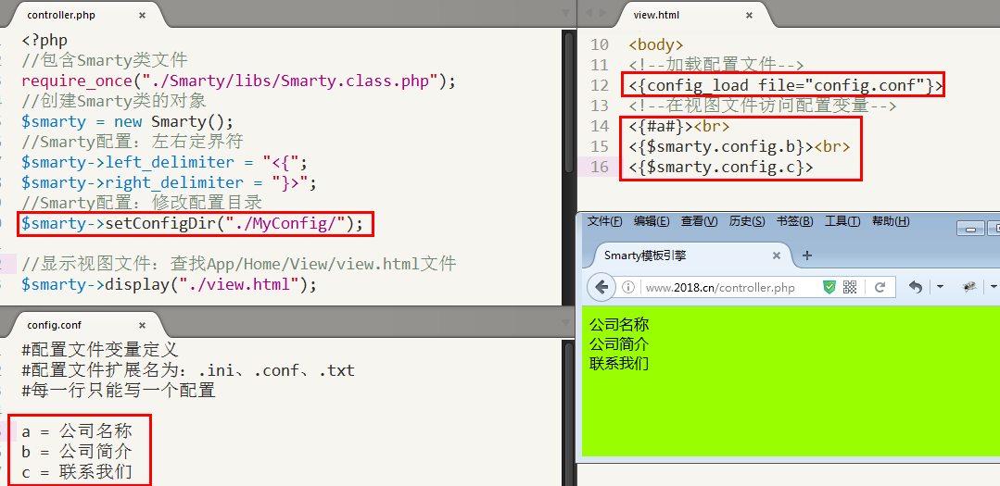 controller.php ×
<?php
//包含Smarty类文件
require_once("./Smarty/libs/Smarty.class.php");
//创建Smarty类的对象
$smarty = new Smarty();
//Smarty配置：左右定界符
$smarty->left_delimiter = "<{";
$smarty->right_delimiter = "}>";
//Smarty配置：修改配置目录
$smarty->setConfigDir("./MyConfig/");
//显示视图文件：查找App/Home/View/view.html文件
$smarty->display("./view.html");
config.conf ×
#配置文件变量定义
#配置文件扩展名为：.ini、.conf、.txt
#每一行只能写一个配置
a = 公司名称
b = 公司简介
c = 联系我们
view.html ×
10 <body>
11 <!--加载配置文件-->
12 <{config_load file="config.conf"}>
13 <!--在视图文件访问配置变量-->
14 <{#a#}><br>
15 <{$smarty.config.b}><br>
16 <{$smarty.config.c}>
文件(F) 编辑(E) 查看(V) 历史(S) 书签(B) 工具(T) 帮助(H)
Smarty模板引擎 × +
www.2018.cn/controller.php
公司名称
公司简介
联系我们